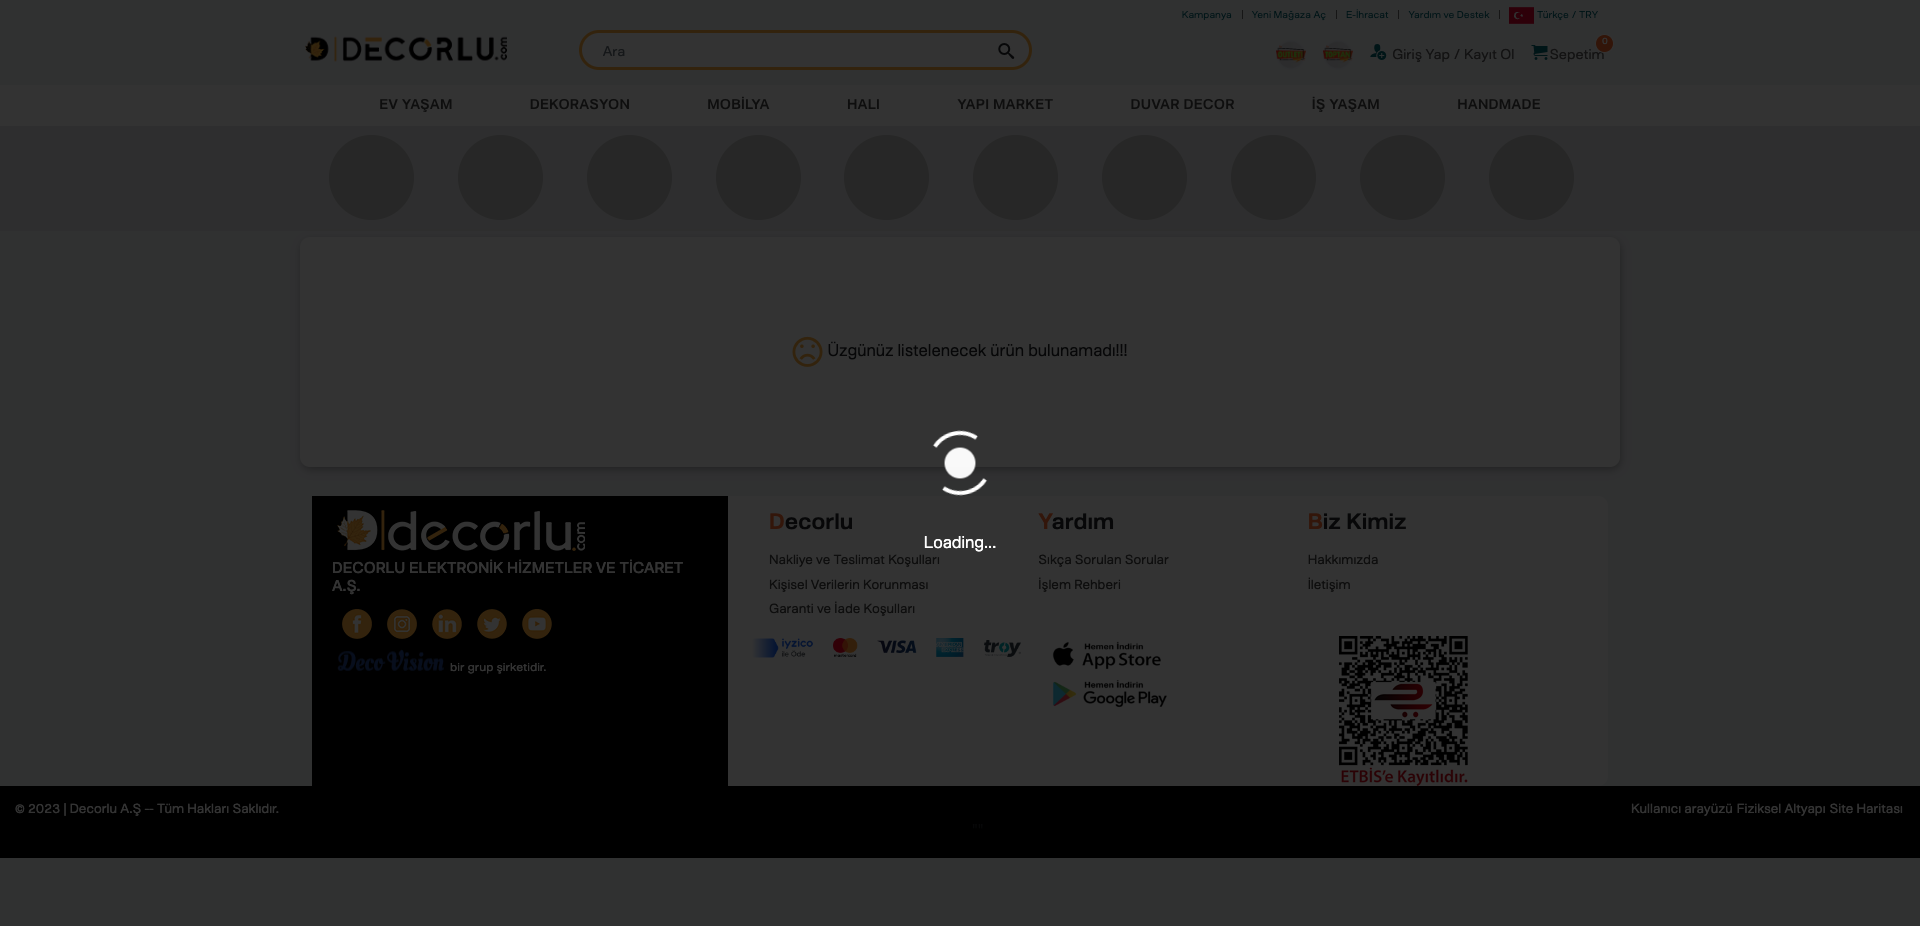 Kampanya | Yeni Mağaza Aç | E-İhracat | Yardım ve Destek | Türkçe / TRY
DECORLU.com
Ara
Giriş Yap / Kayıt Ol
Sepetim
0
EV YAŞAM DEKORASYON MOBİLYA HALI YAPI MARKET DUVAR DECOR İŞ YAŞAM HANDMADE
Üzgünüz listelenecek ürün bulunamadı!!!
Loading...
decorlu.com
DECORLU ELEKTRONİK HİZMETLER VE TİCARET
A.Ş.
Deco Vision bir grup şirketidir.
Decorlu
Nakliye ve Teslimat Koşulları
Kişisel Verilerin Korunması
Garanti ve İade Koşulları
Yardım
Sıkça Sorulan Sorular
İşlem Rehberi
Biz Kimiz
Hakkımızda
İletişim
iyzico
ile Öde
VISA
troy
Hemen İndirin
App Store
Hemen İndirin
Google Play
ETBİS'e Kayıtlıdır.
© 2023 | Decorlu A.Ş — Tüm Hakları Saklıdır.
Kullanıcı arayüzü Fiziksel Altyapı Site Haritası